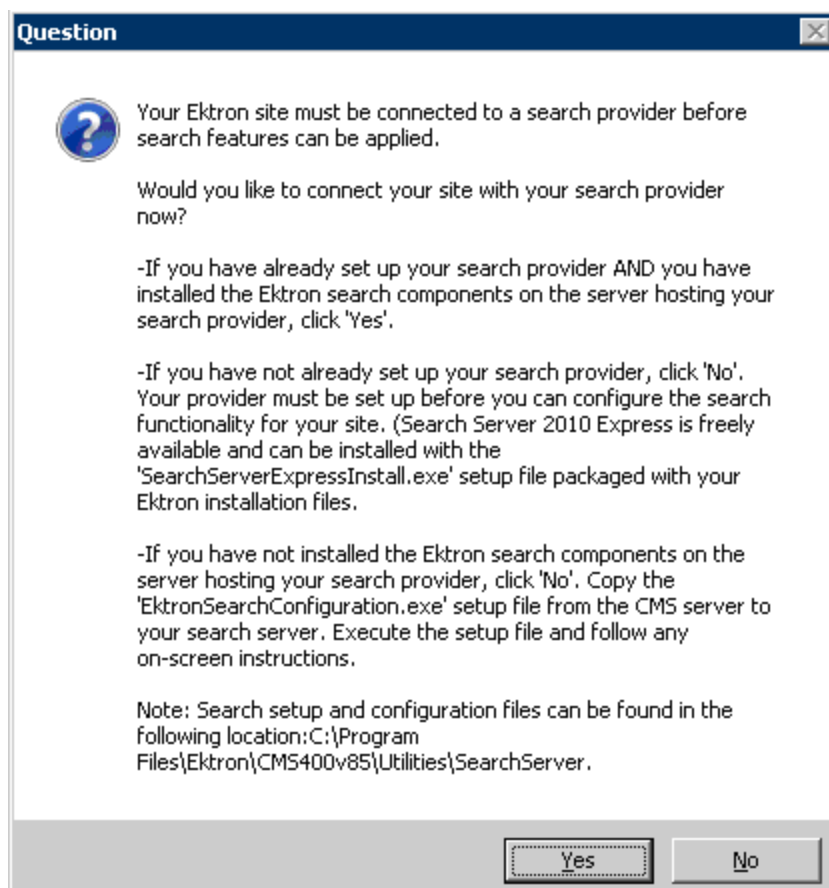 Question
Your Ektron site must be connected to a search provider before
search features can be applied.
Would you like to connect your site with your search provider
now?
-If you have already set up your search provider AND you have
installed the Ektron search components on the server hosting your
search provider, click 'Yes'.
-If you have not already set up your search provider, click 'No'.
Your provider must be set up before you can configure the search
functionality for your site. (Search Server 2010 Express is freely
available and can be installed with the
'SearchServerExpressInstall.exe' setup file packaged with your
Ektron installation files.
-If you have not installed the Ektron search components on the
server hosting your search provider, click 'No'. Copy the
'EktronSearchConfiguration.exe' setup file from the CMS server to
your search server. Execute the setup file and follow any
on-screen instructions.
Note: Search setup and configuration files can be found in the
following location:C:\Program
Files\Ektron\CMS400v85\Utilities\SearchServer.
Yes
No